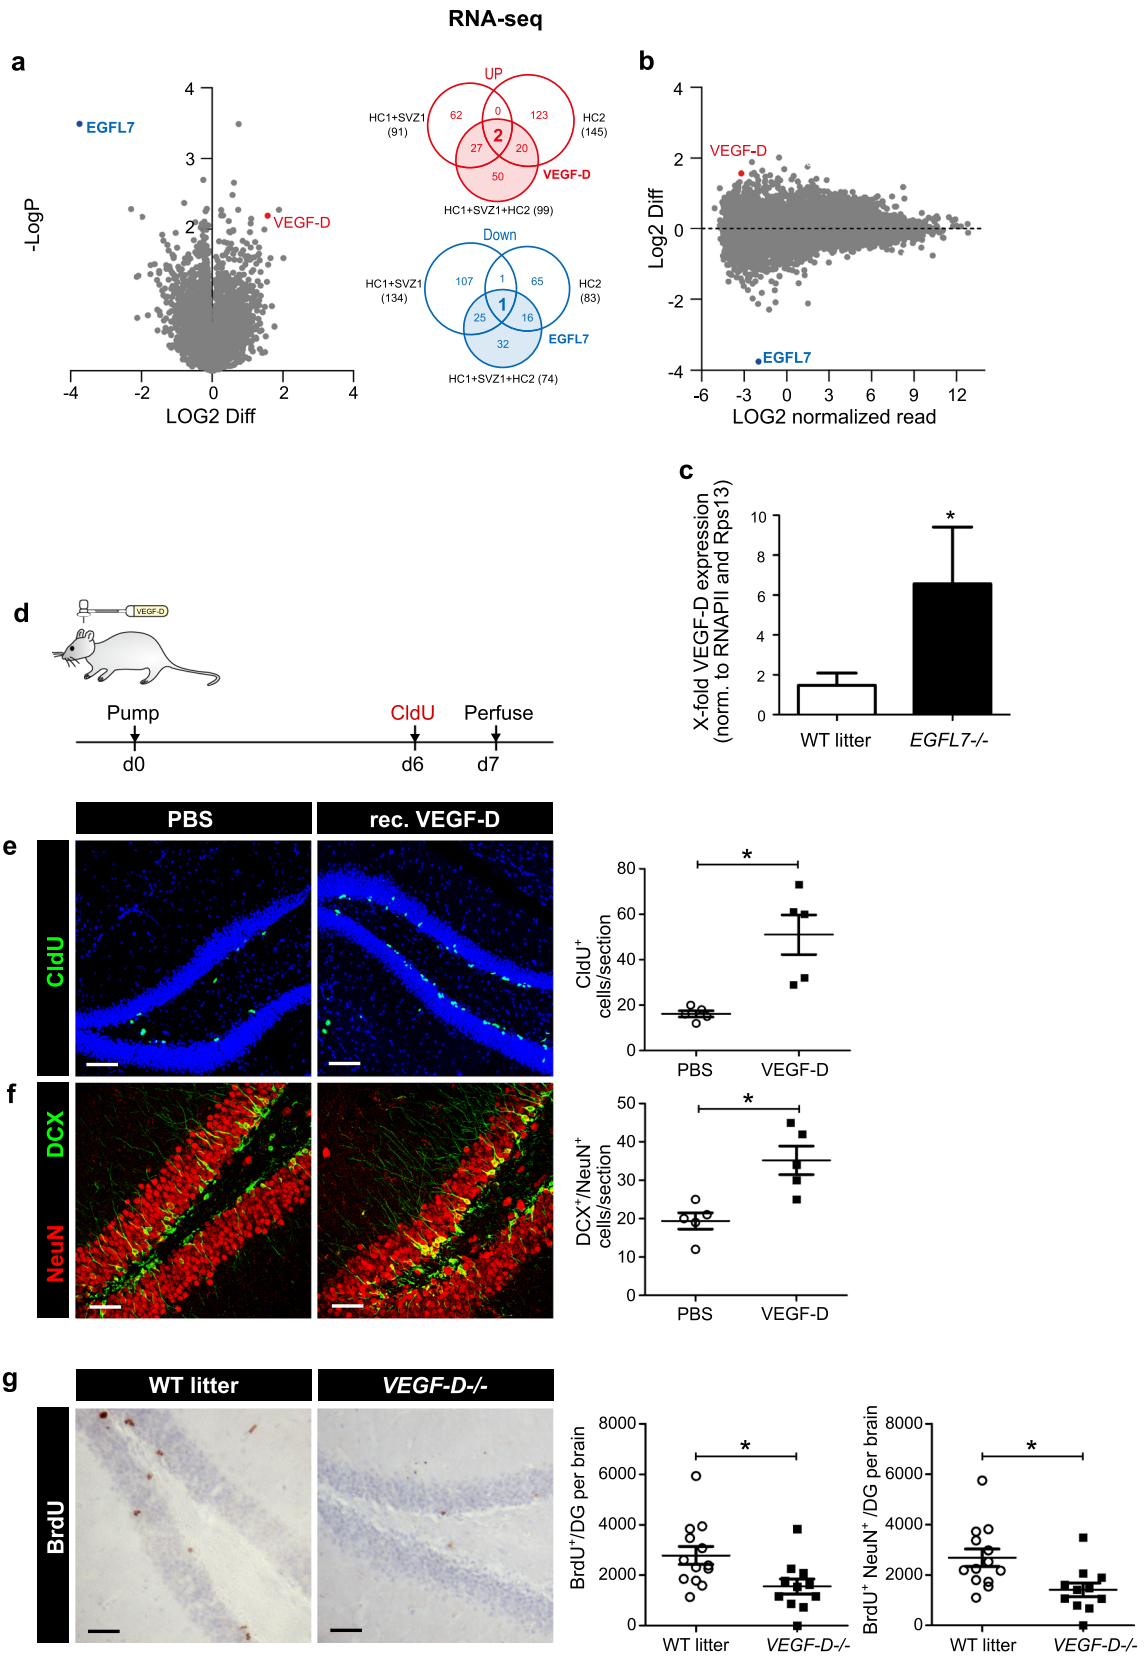 RNA-seq
a
-LogP
4
3
2
EGFL7
VEGF-D
-4
-2
0
2
4
LOG2 Diff
UP
HC1+SVZ1
(91)
62
0
123
HC2
(145)
2
27
20
50
VEGF-D
HC1+SVZ1+HC2 (99)
Down
HC1+SVZ1
(134)
107
1
65
HC2
(83)
1
25
16
32
EGFL7
HC1+SVZ1+HC2 (74)
b
Log2 Diff
4
2
0
-2
-4
VEGF-D
EGFL7
-6
-3
0
3
6
9
12
LOG2 normalized read
c
X-fold VEGF-D expression
(norm. to RNAPII and Rps13)
10
8
6
4
2
0
*
WT litter
EGFL7-/-
d
VEGF-D
Pump
CldU
Perfuse
d0
d6
d7
PBS
rec. VEGF-D
e
CldU
CldU+
cells/section
80
60
40
20
0
*
PBS
VEGF-D
f
NeuN
DCX
DCX+/NeuN+
cells/section
50
40
30
20
10
0
*
PBS
VEGF-D
g
WT litter
VEGF-D-/-
BrdU
BrdU+/DG per brain
8000
6000
4000
2000
0
*
WT litter
VEGF-D-/-
BrdU+ NeuN+ /DG per brain
8000
6000
4000
2000
0
*
WT litter
VEGF-D-/-